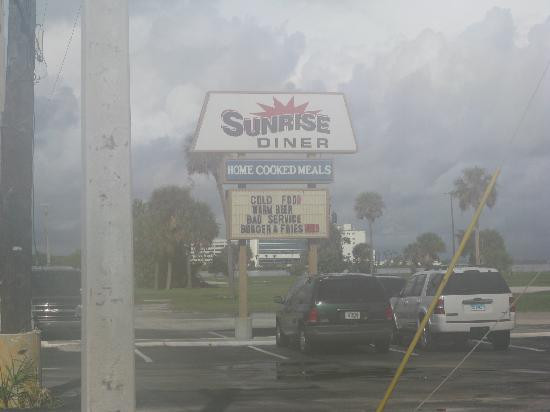 SUNRISE
DINER
HOME COOKED MEALS
COLD FOOD
WARM BEER
BAD SERVICE
BURGER & FRIES